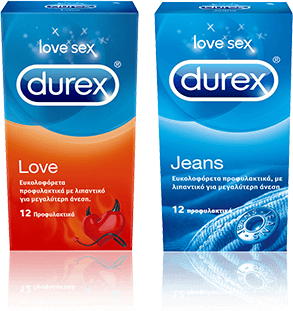 love sex
durex®
Love
Ευκολοφόρετα
προφυλακτικά με λιπαντικό
για μεγαλύτερη άνεση.
12 Προφυλακτικά
love sex
durex®
Jeans
Ευκολοφόρετα προφυλακτικά, με
λιπαντικό για μεγαλύτερη άνεση
12 προφυλακτικά